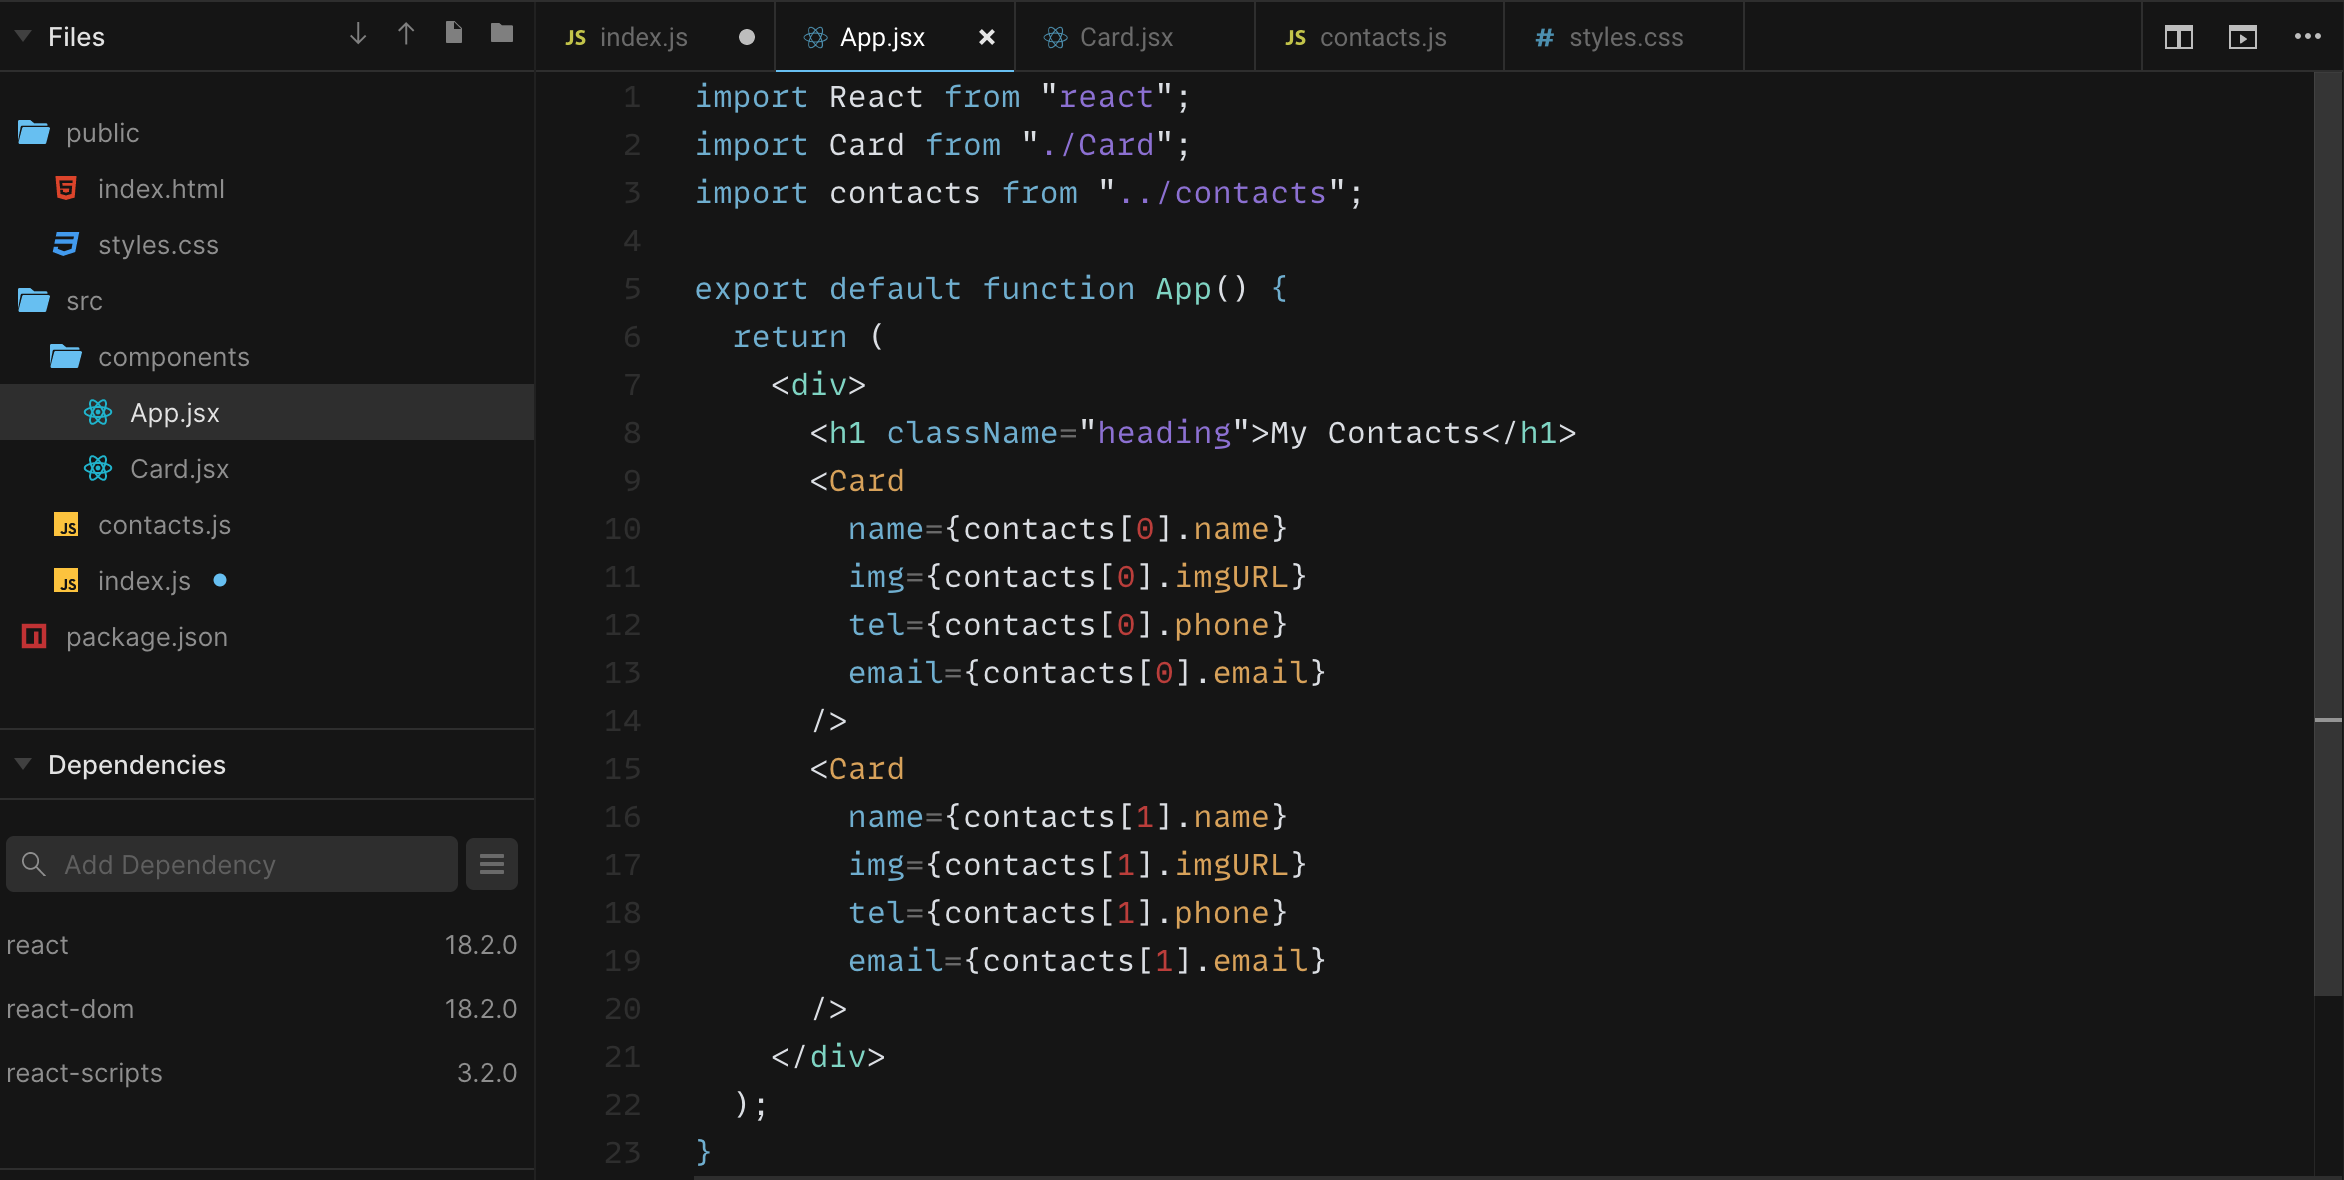 Files
public
index.html
styles.css
src
components
App.jsx
Card.jsx
JS contacts.js
JS index.js
package.json
Dependencies
Add Dependency
react 18.2.0
react-dom 18.2.0
react-scripts 3.2.0
JS index.js App.jsx Card.jsx JS contacts.js # styles.css
1 import React from "react";
2 import Card from "./Card";
3 import contacts from "../contacts";
4
5 export default function App() {
6 return (
7 <div>
8 <h1 className="heading">My Contacts</h1>
9 <Card
10 name={contacts[0].name}
11 img={contacts[0].imgURL}
12 tel={contacts[0].phone}
13 email={contacts[0].email}
14 />
15 <Card
16 name={contacts[1].name}
17 img={contacts[1].imgURL}
18 tel={contacts[1].phone}
19 email={contacts[1].email}
20 />
21 </div>
22 );
23 }